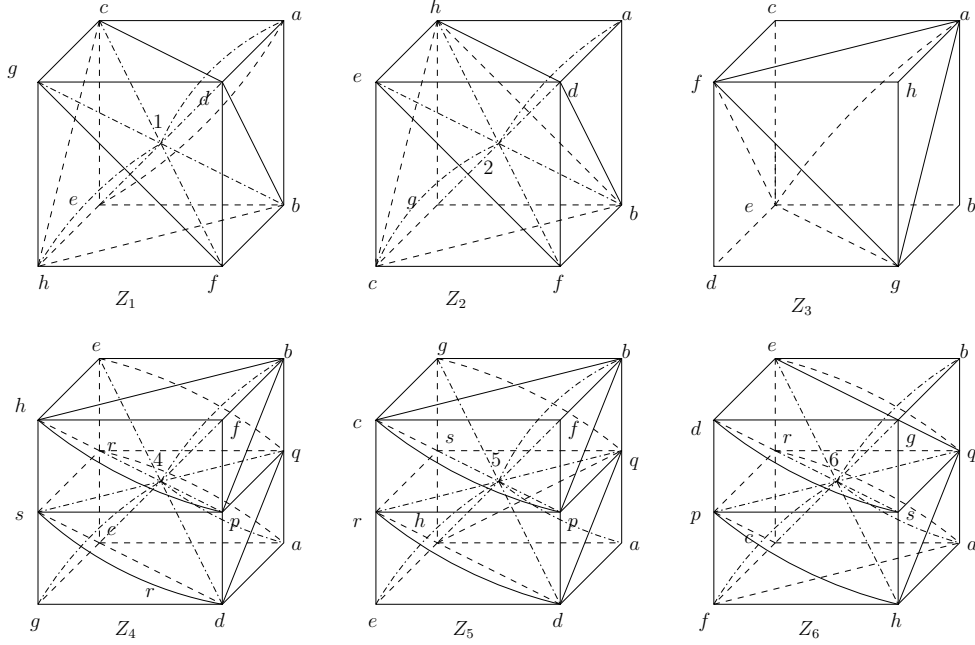 c a h a c a
g d e d f h
1 2
e b g b e b
h f c f d g
Z₁ Z₂ Z₃
e b g b e b
h f c f d g
r 4 q s 5 q r 6 q
s p r p p s
e a h a c a
r
g d e d f h
Z₄ Z₅ Z₆